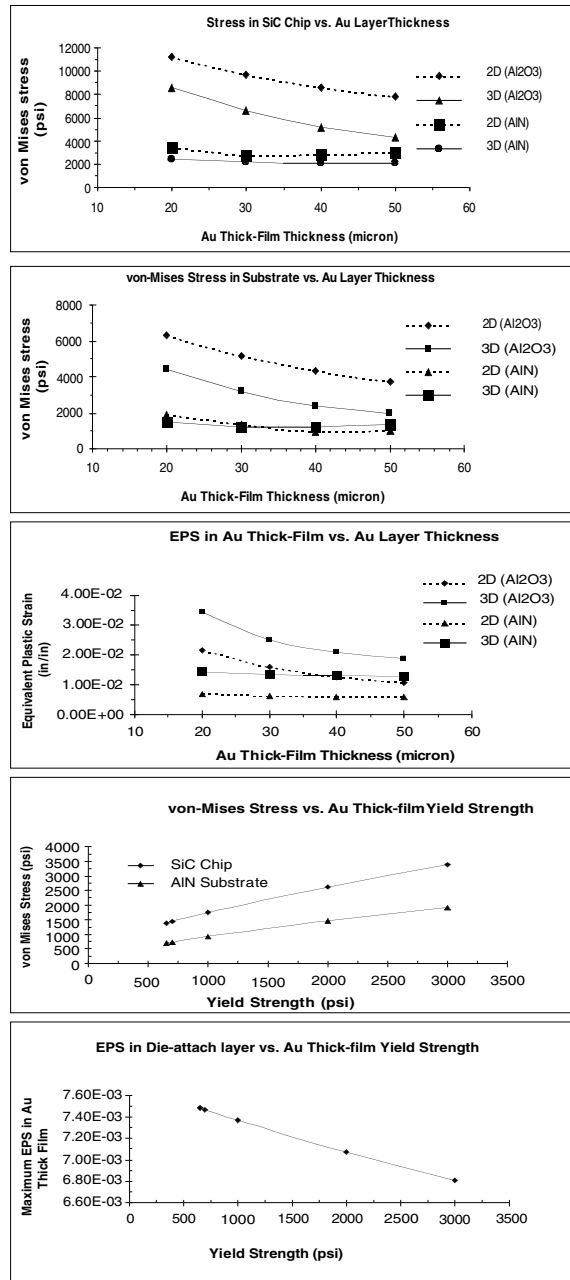 Stress in SiC Chip vs. Au LayerThickness
von Mises stress
(psi)
12000
10000
8000
6000
4000
2000
0
10 20 30 40 50 60
Au Thick-Film Thickness (micron)
2D (Al2O3)
3D (Al2O3)
2D (AlN)
3D (AlN)
von-Mises Stress in Substrate vs. Au Layer Thickness
von Mises stress
(psi)
8000
6000
4000
2000
0
10 20 30 40 50 60
Au Thick-Film Thickness (micron)
2D (Al2O3)
3D (Al2O3)
2D (AlN)
3D (AlN)
EPS in Au Thick-Film vs. Au Layer Thickness
Equivalent Plastic Strain
(in/in)
4.00E-02
3.00E-02
2.00E-02
1.00E-02
0.00E+00
10 20 30 40 50 60
Au Thick-Film Thickness (micron)
2D (Al2O3)
3D (Al2O3)
2D (AlN)
3D (AlN)
von-Mises Stress vs. Au Thick-film Yield Strength
von Mises Stress (psi)
4000
3500
3000
2500
2000
1500
1000
500
0
0 500 1000 1500 2000 2500 3000 3500
Yield Strength (psi)
SiC Chip
AlN Substrate
EPS in Die-attach layer vs. Au Thick-film Yield Strength
Maximum EPS in Au
Thick Film
7.60E-03
7.40E-03
7.20E-03
7.00E-03
6.80E-03
6.60E-03
0 500 1000 1500 2000 2500 3000 3500
Yield Strength (psi)